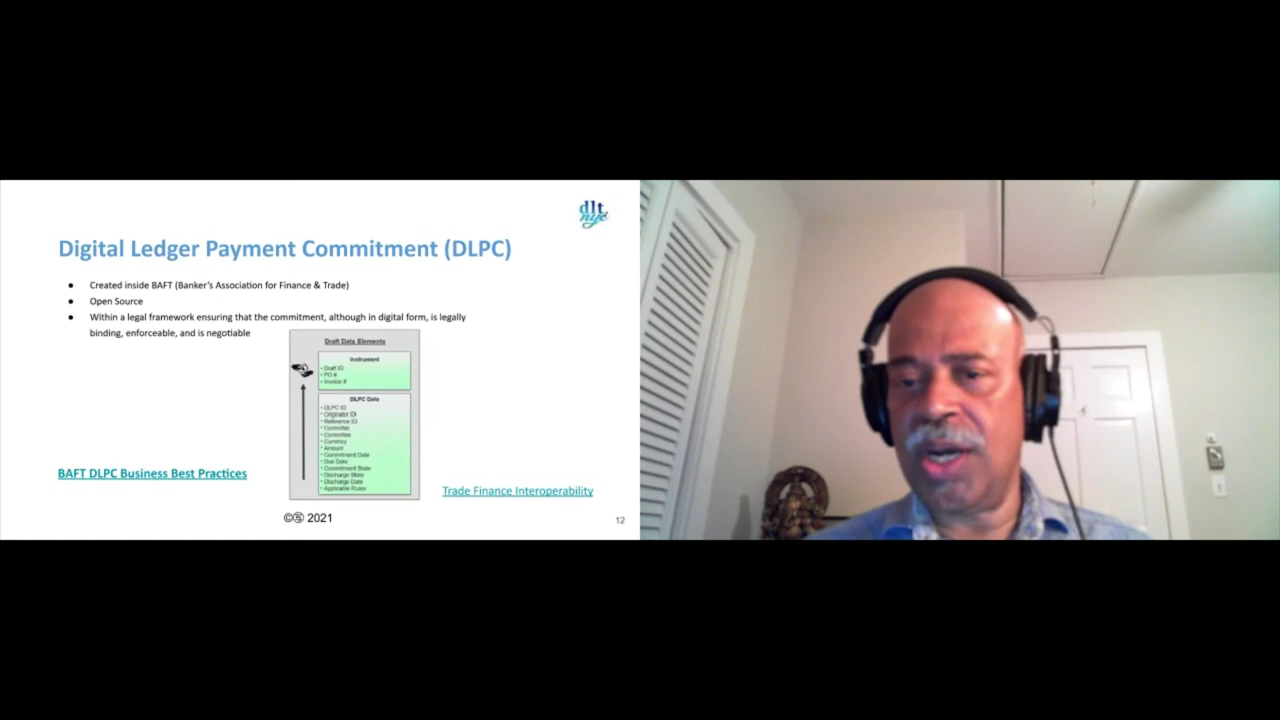 dlt
nyc
Digital Ledger Payment Commitment (DLPC)
● Created inside BAFT (Banker's Association for Finance & Trade)
● Open Source
● Within a legal framework ensuring that the commitment, although in digital form, is legally
binding, enforceable, and is negotiable
Draft Data Elements
Instrument
• Draft ID
• PO #
• Invoice #
DLPC Data
• DLPC ID
• Originator ID
• Reference ID
• Committer
• Committee
• Currency
• Amount
• Commitment Date
• Due Date
• Commitment State
• Discharge State
• Discharge Date
• Applicable Rules
BAFT DLPC Business Best Practices
Trade Finance Interoperability
2021
12